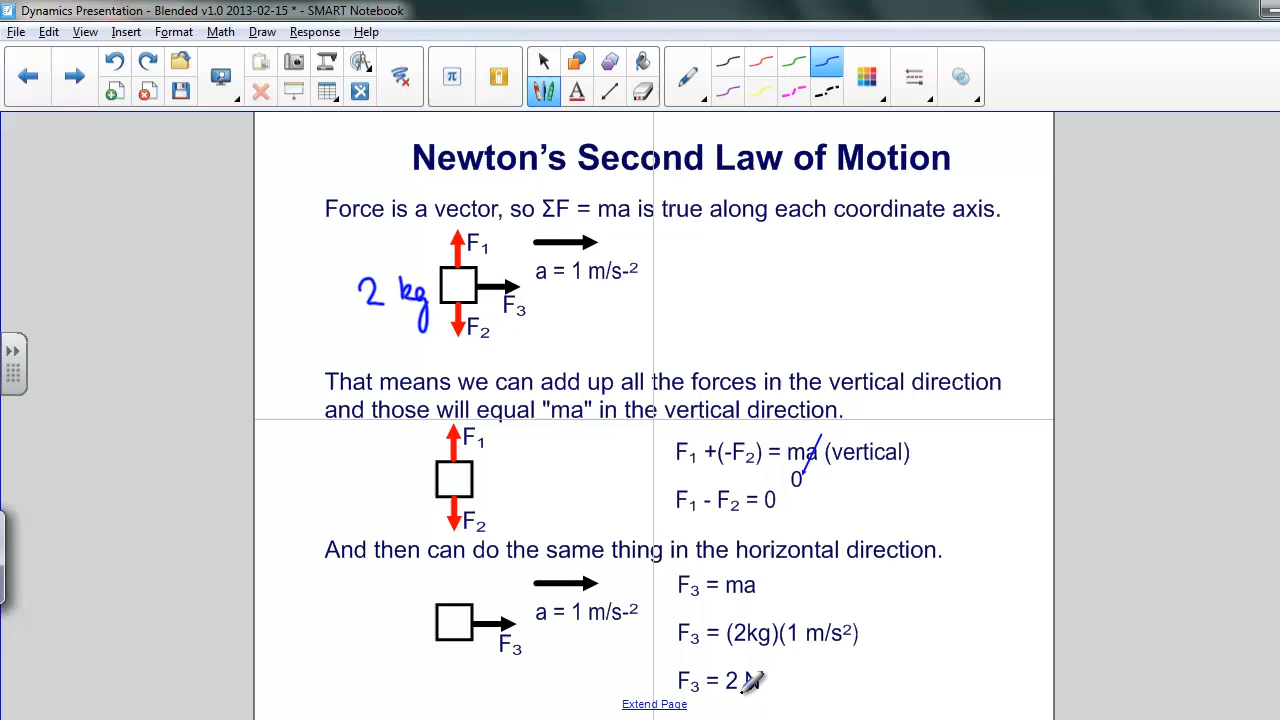 Dynamics Presentation - Blended v1.0 2013-02-15 * - SMART Notebook
File Edit View Insert Format Math Draw Response Help
Newton's Second Law of Motion
Force is a vector, so ΣF = ma is true along each coordinate axis.
F₁
a = 1 m/s-²
2 kg
F₃
F₂
That means we can add up all the forces in the vertical direction
and those will equal "ma" in the vertical direction.
F₁
F₁ +(-F₂) = ma (vertical)
0
F₁ - F₂ = 0
F₂
And then can do the same thing in the horizontal direction.
F₃ = ma
a = 1 m/s-²
F₃ = (2kg)(1 m/s²)
F₃
F₃ = 2 N
Extend Page